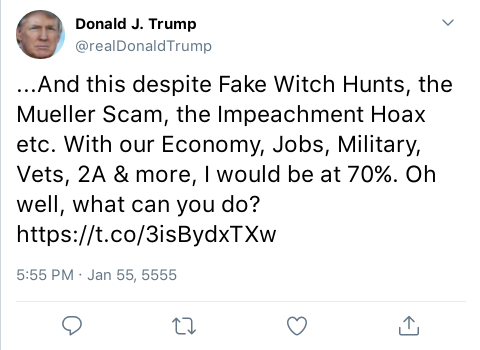 Donald J. Trump
@realDonaldTrump
...And this despite Fake Witch Hunts, the
Mueller Scam, the Impeachment Hoax
etc. With our Economy, Jobs, Military,
Vets, 2A & more, I would be at 70%. Oh
well, what can you do?
https://t.co/3isBydxTXw
5:55 PM · Jan 55, 5555